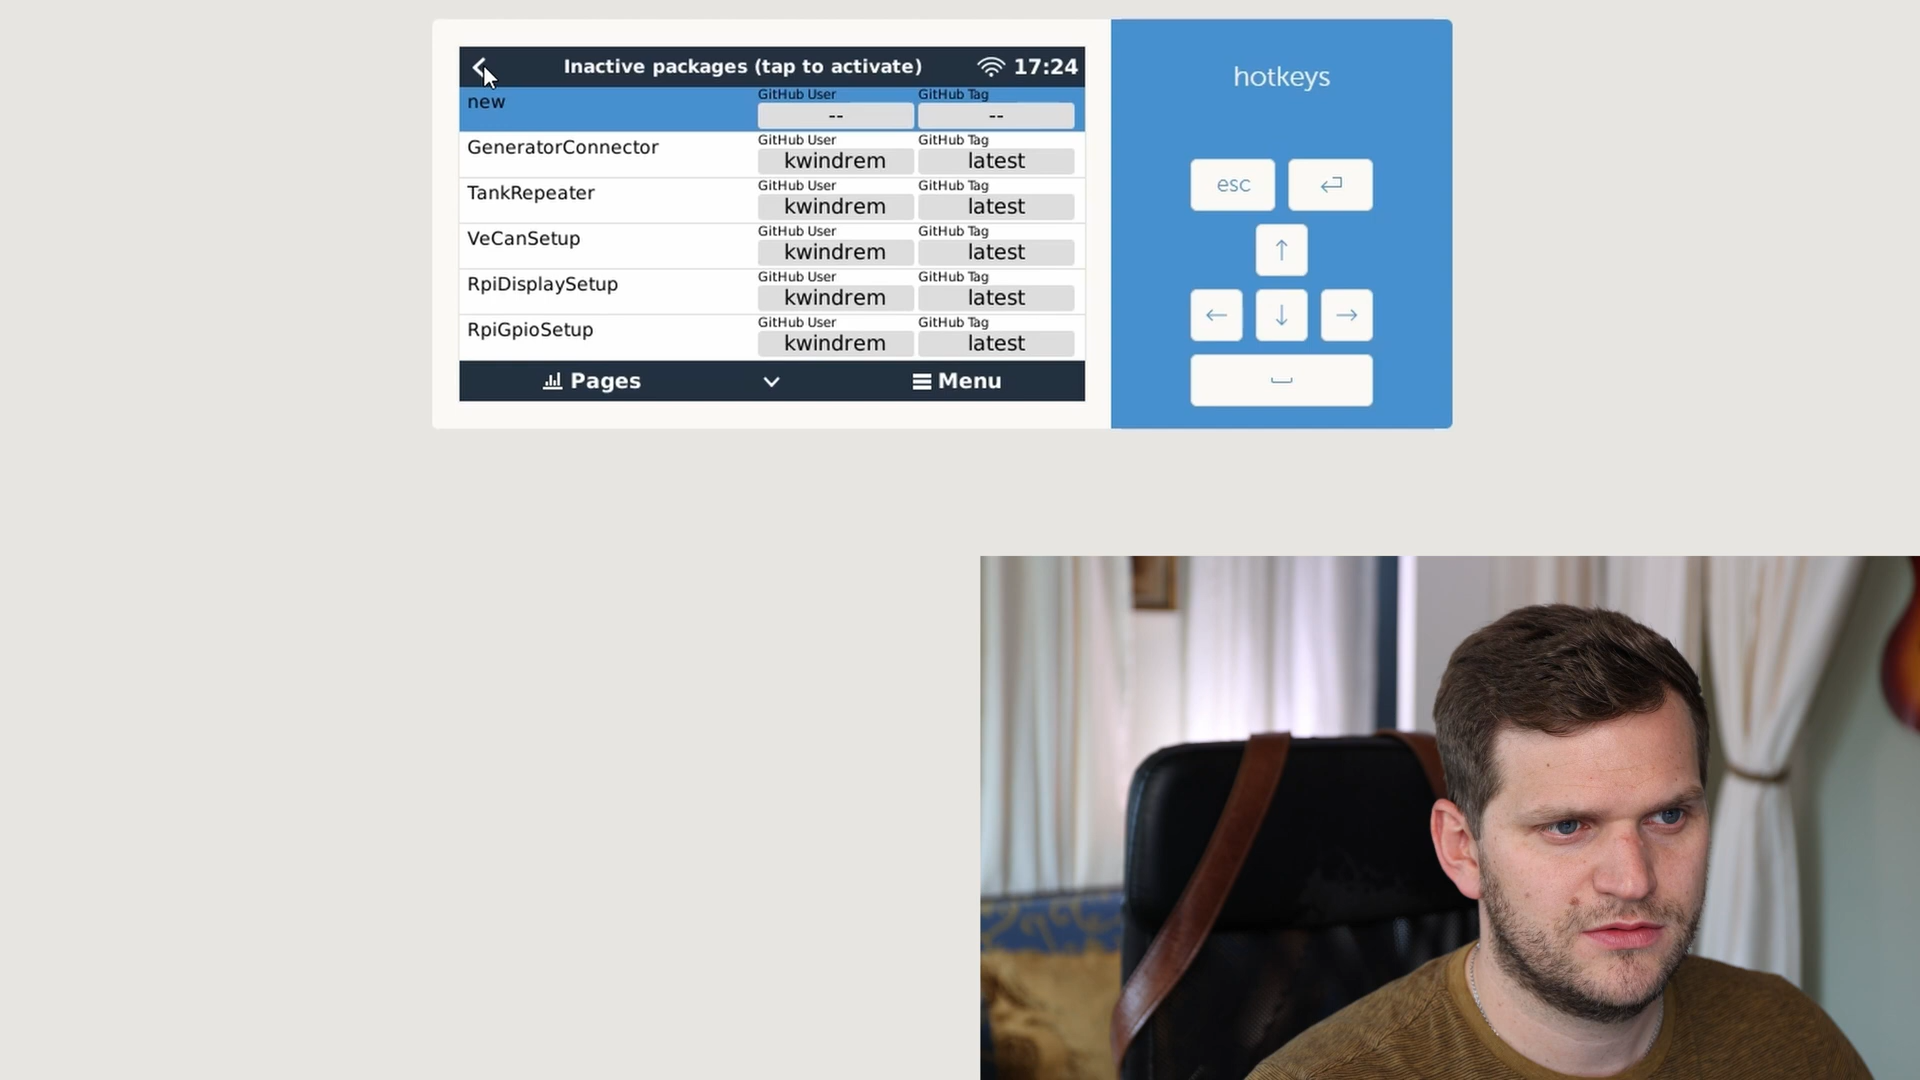 Inactive packages (tap to activate) 17:24
new GitHub User -- GitHub Tag --
GeneratorConnector GitHub User kwindrem GitHub Tag latest
TankRepeater GitHub User kwindrem GitHub Tag latest
VeCanSetup GitHub User kwindrem GitHub Tag latest
RpiDisplaySetup GitHub User kwindrem GitHub Tag latest
RpiGpioSetup GitHub User kwindrem GitHub Tag latest
Pages Menu
hotkeys
esc